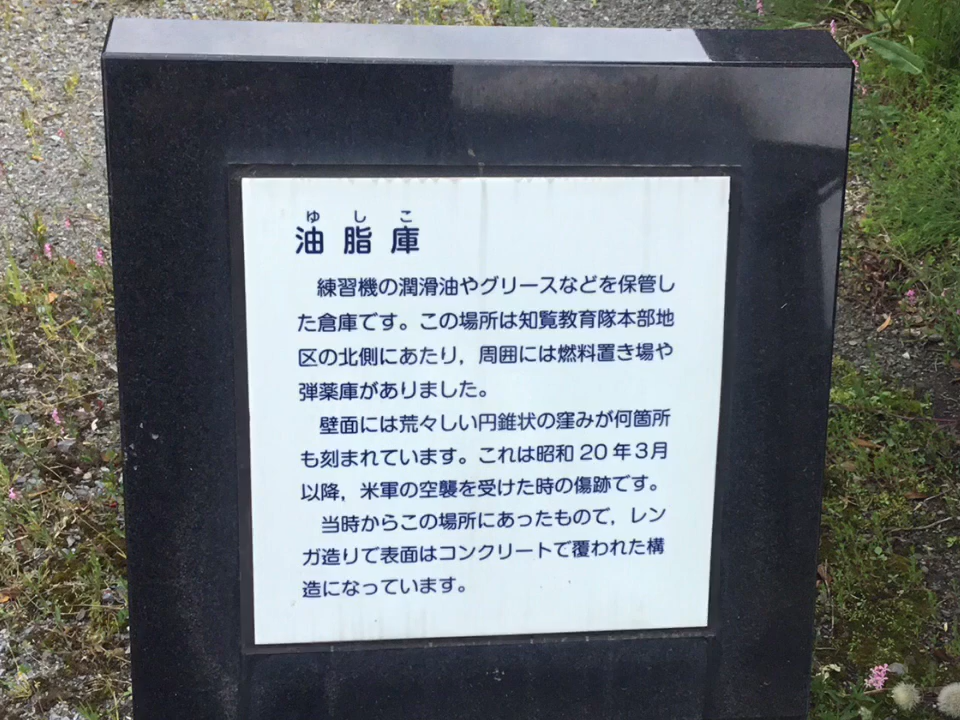 ゆしこ
油脂庫
練習機の潤滑油やグリースなどを保管し
た倉庫です。この場所は知覧教育隊本部地
区の北側にあたり，周囲には燃料置き場や
弾薬庫がありました。
壁面には荒々しい円錐状の窪みが何箇所
も刻まれています。これは昭和 20 年３月
以降，米軍の空襲を受けた時の傷跡です。
当時からこの場所にあったもので，レン
ガ造りで表面はコンクリートで覆われた構
造になっています。